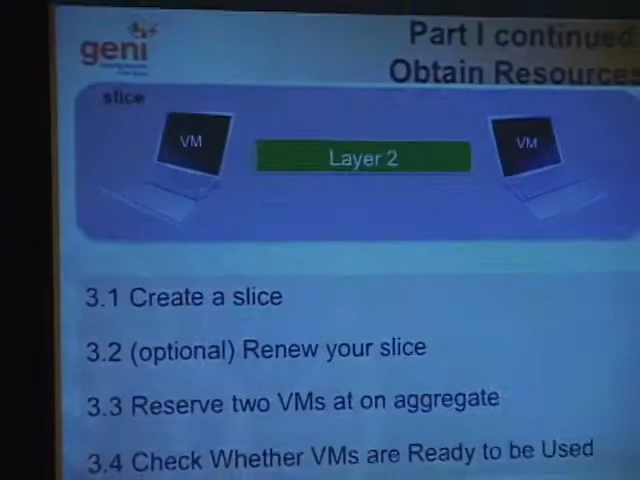 geni
Part I continued
Obtain Resources
slice
VM
Layer 2
VM
3.1 Create a slice
3.2 (optional) Renew your slice
3.3 Reserve two VMs at on aggregate
3.4 Check Whether VMs are Ready to be Used